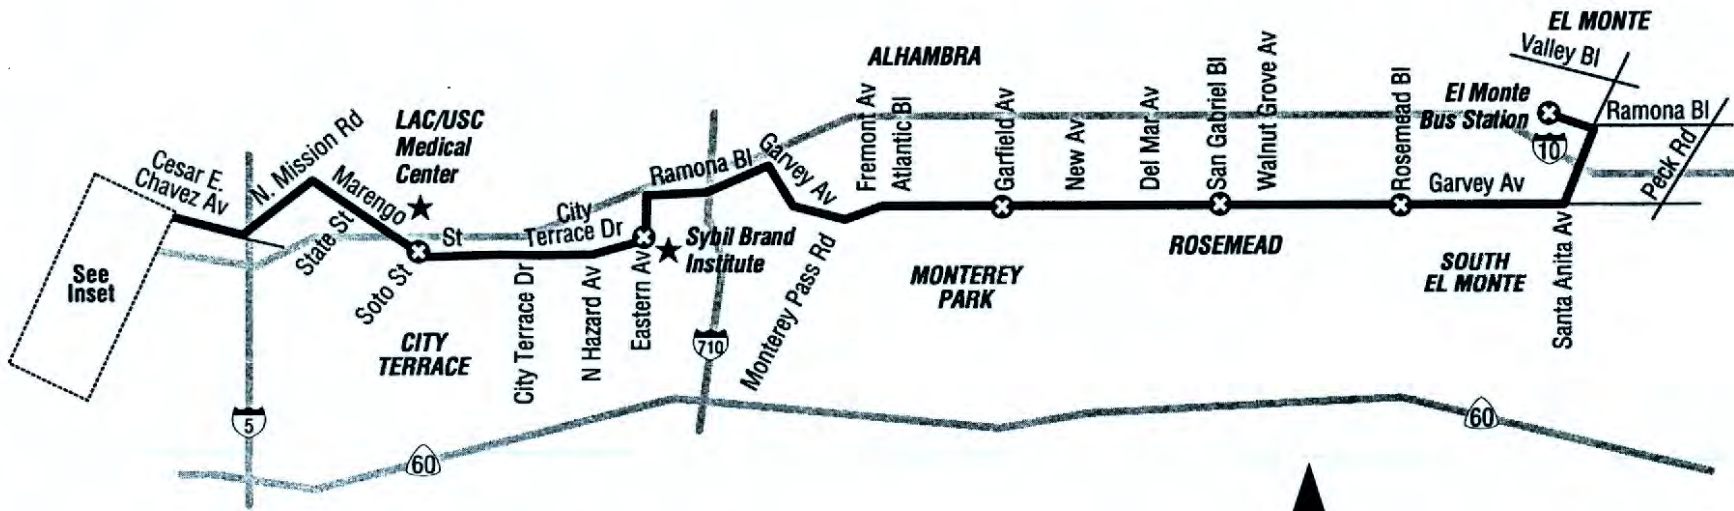 EL MONTE
Valley Bl
ALHAMBRA
El Monte
Bus Station
Ramona Bl
Peck Rd
10
Cesar E.
Chavez Av
N. Mission Rd
LAC/USC
Medical
Center
Marengo
St
State St
Soto St
City
Terrace Dr
Ramona Bl
Garvey Av
Fremont Av
Atlantic Bl
Garfield Av
New Av
Del Mar Av
San Gabriel Bl
Walnut Grove Av
Rosemead Bl
Garvey Av
See
Inset
Sybil Brand
Institute
MONTEREY
PARK
ROSEMEAD
SOUTH
EL MONTE
Santa Anita Av
CITY
TERRACE
City Terrace Dr
N Hazard Av
Eastern Av
710
Monterey Pass Rd
5
60
60